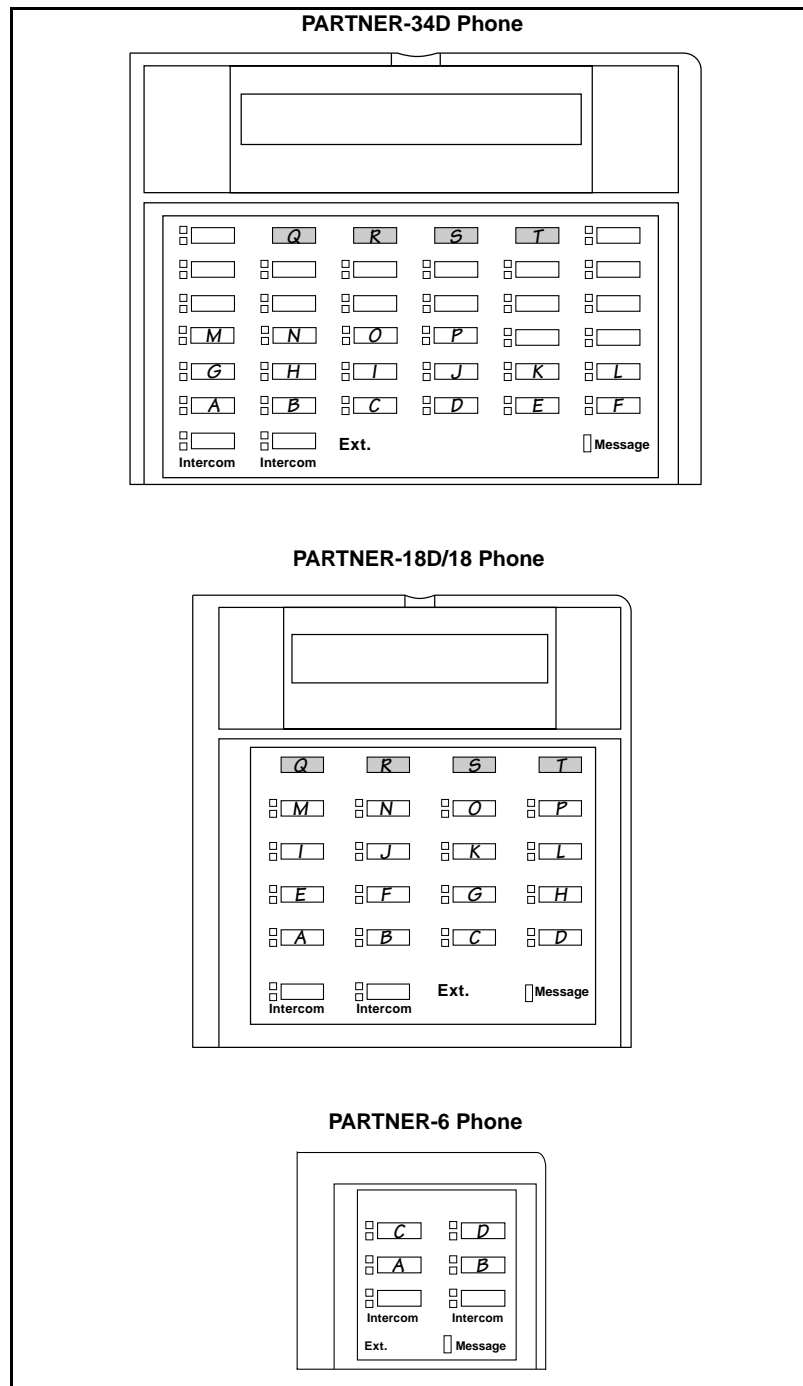 PARTNER-34D Phone
Q R S T
M N O P
G H I J K L
A B C D E F
Ext. Message
Intercom Intercom
PARTNER-18D/18 Phone
Q R S T
M N O P
I J K L
E F G H
A B C D
Ext. Message
Intercom Intercom
PARTNER-6 Phone
C D
A B
Intercom Intercom
Ext. Message